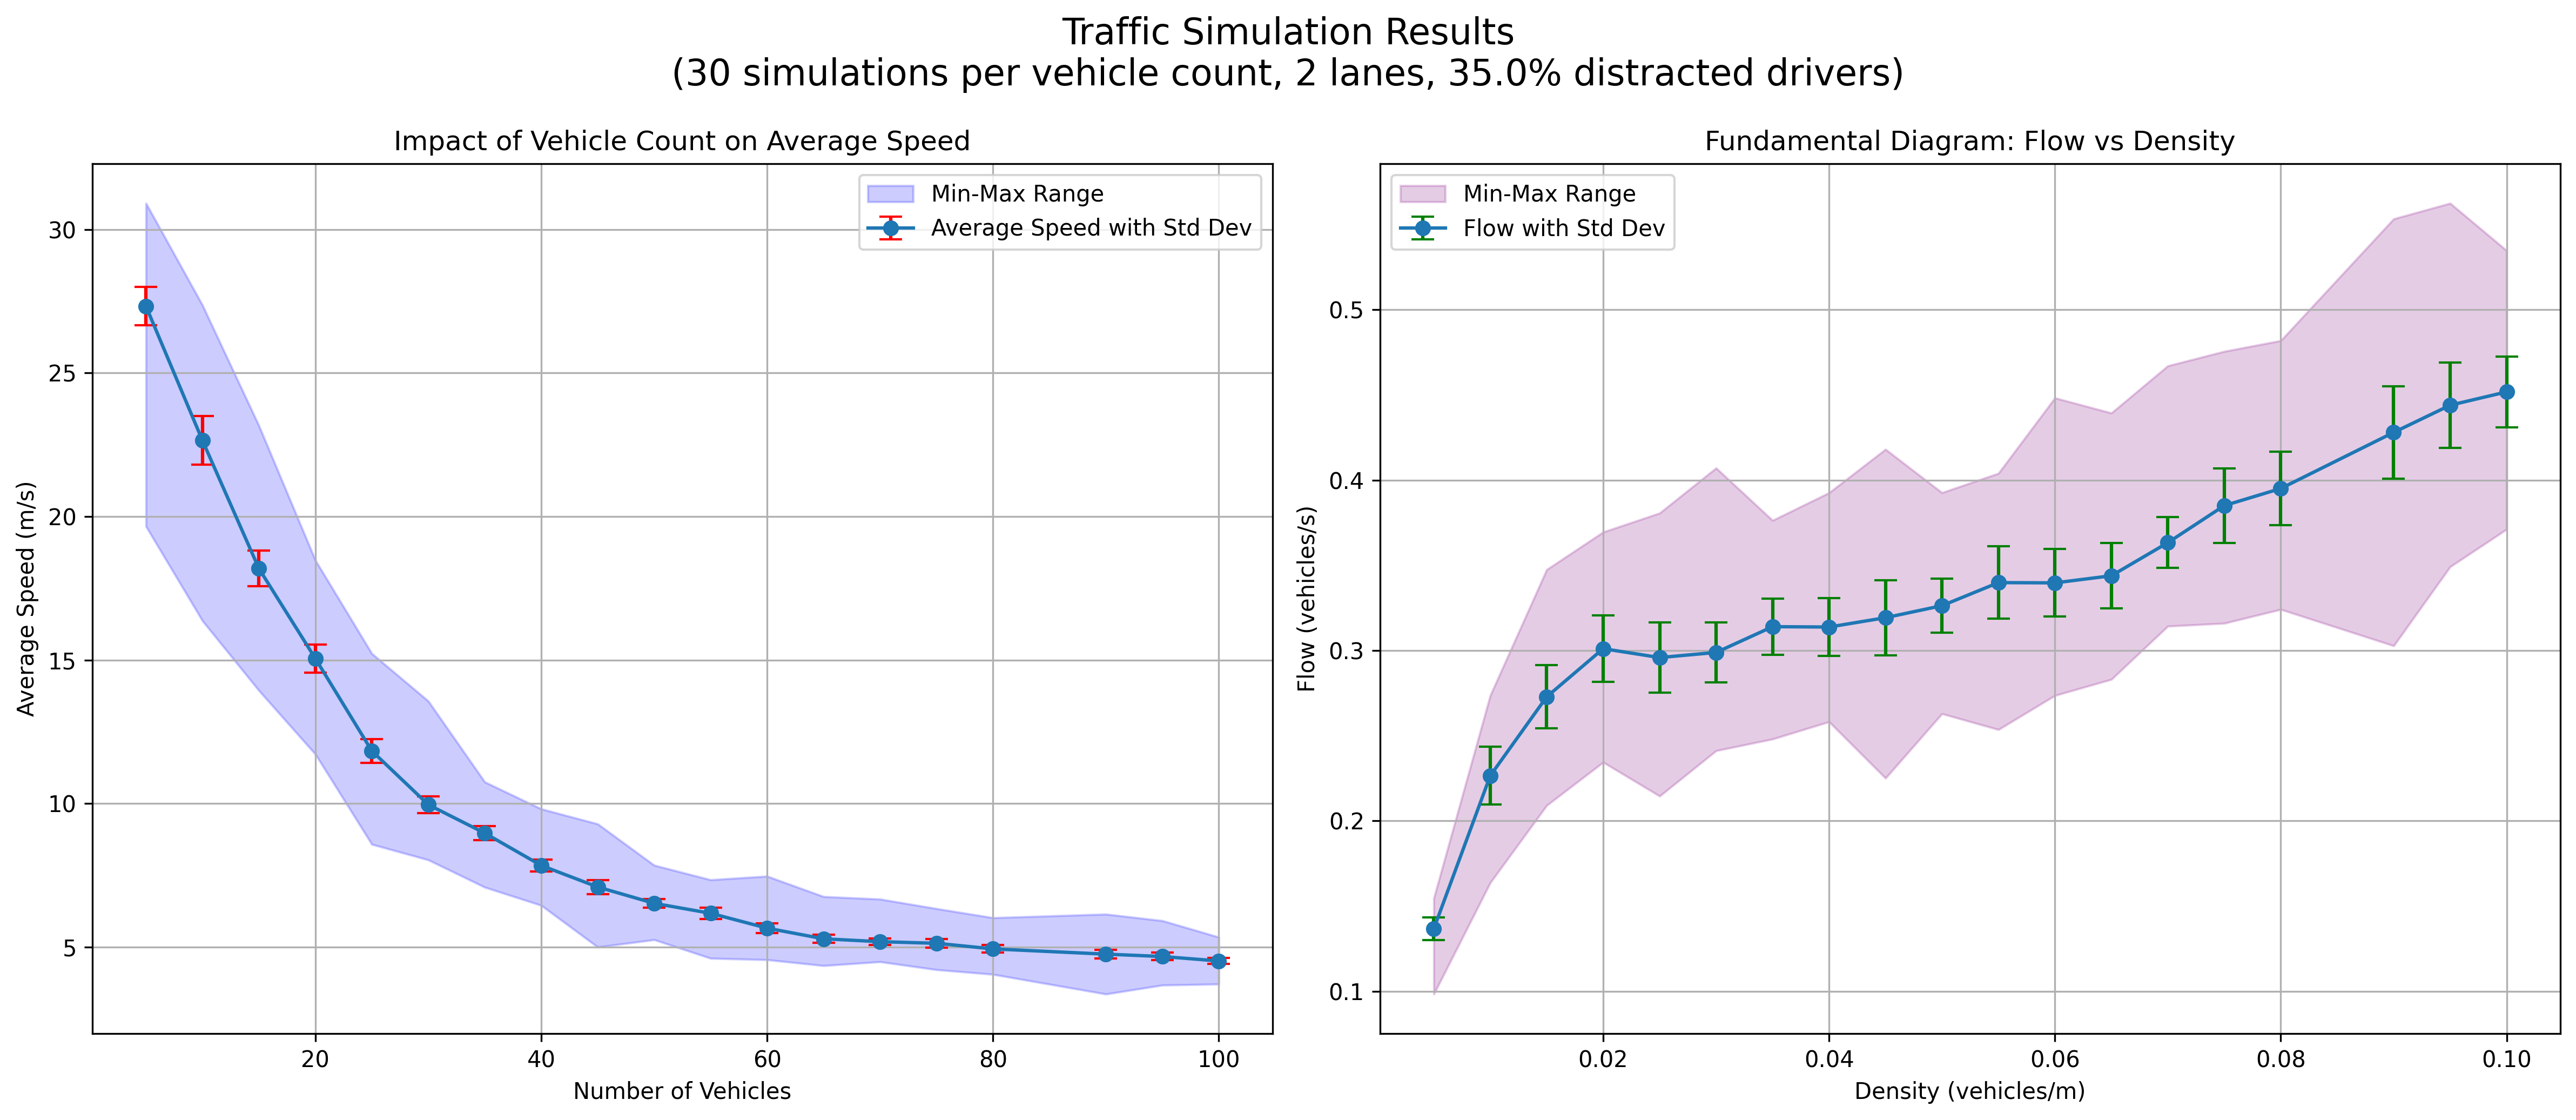 Traffic Simulation Results
(30 simulations per vehicle count, 2 lanes, 35.0% distracted drivers)
Impact of Vehicle Count on Average Speed
Min-Max Range
Average Speed with Std Dev
30
25
20
15
10
5
Average Speed (m/s)
20
40
60
80
100
Number of Vehicles
Fundamental Diagram: Flow vs Density
Min-Max Range
Flow with Std Dev
0.5
0.4
0.3
0.2
0.1
Flow (vehicles/s)
0.02
0.04
0.06
0.08
0.10
Density (vehicles/m)